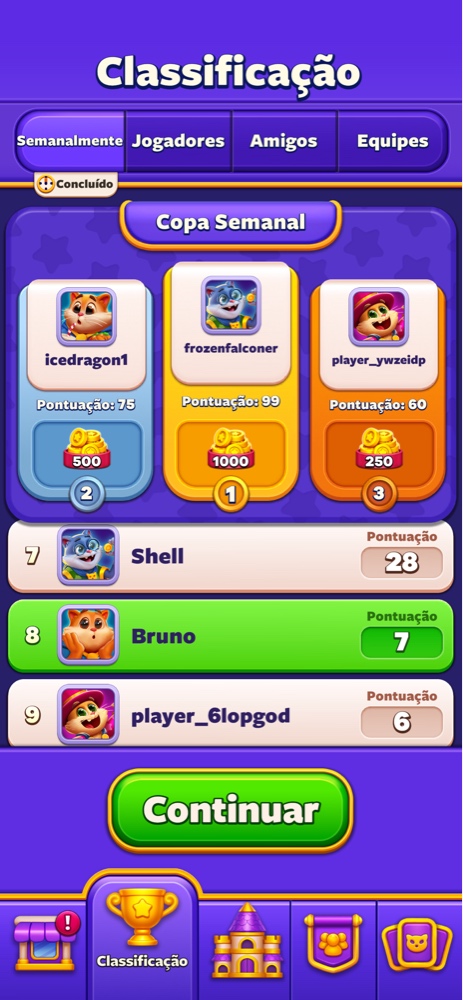 Classificação
Semanalmente Jogadores Amigos Equipes
Concluído
Copa Semanal
icedragon1
frozenfalconer
player_ywzeidp
Pontuação: 75
Pontuação: 99
Pontuação: 60
500
1000
250
2
1
3
7 Shell Pontuação 28
8 Bruno Pontuação 7
9 player_6lopgod Pontuação 6
Continuar
!
Classificação